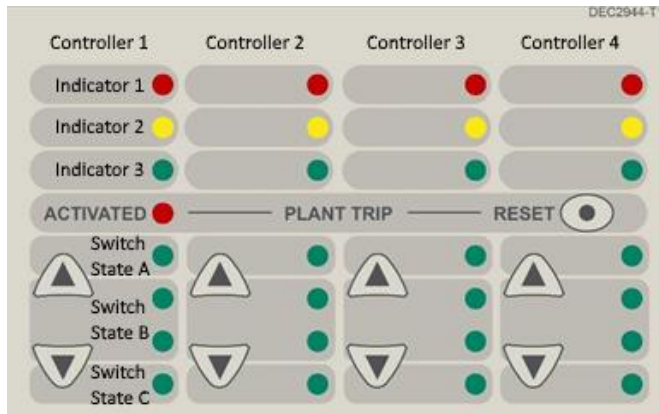 DEC2944-T
Controller 1 Controller 2 Controller 3 Controller 4
Indicator 1
Indicator 2
Indicator 3
ACTIVATED PLANT TRIP RESET
Switch
State A
Switch
State B
Switch
State C